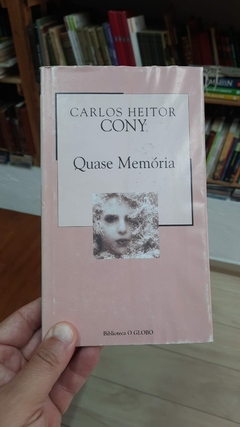 CARLOS HEITOR
CONY
Quase Memória
Biblioteca O GLOBO